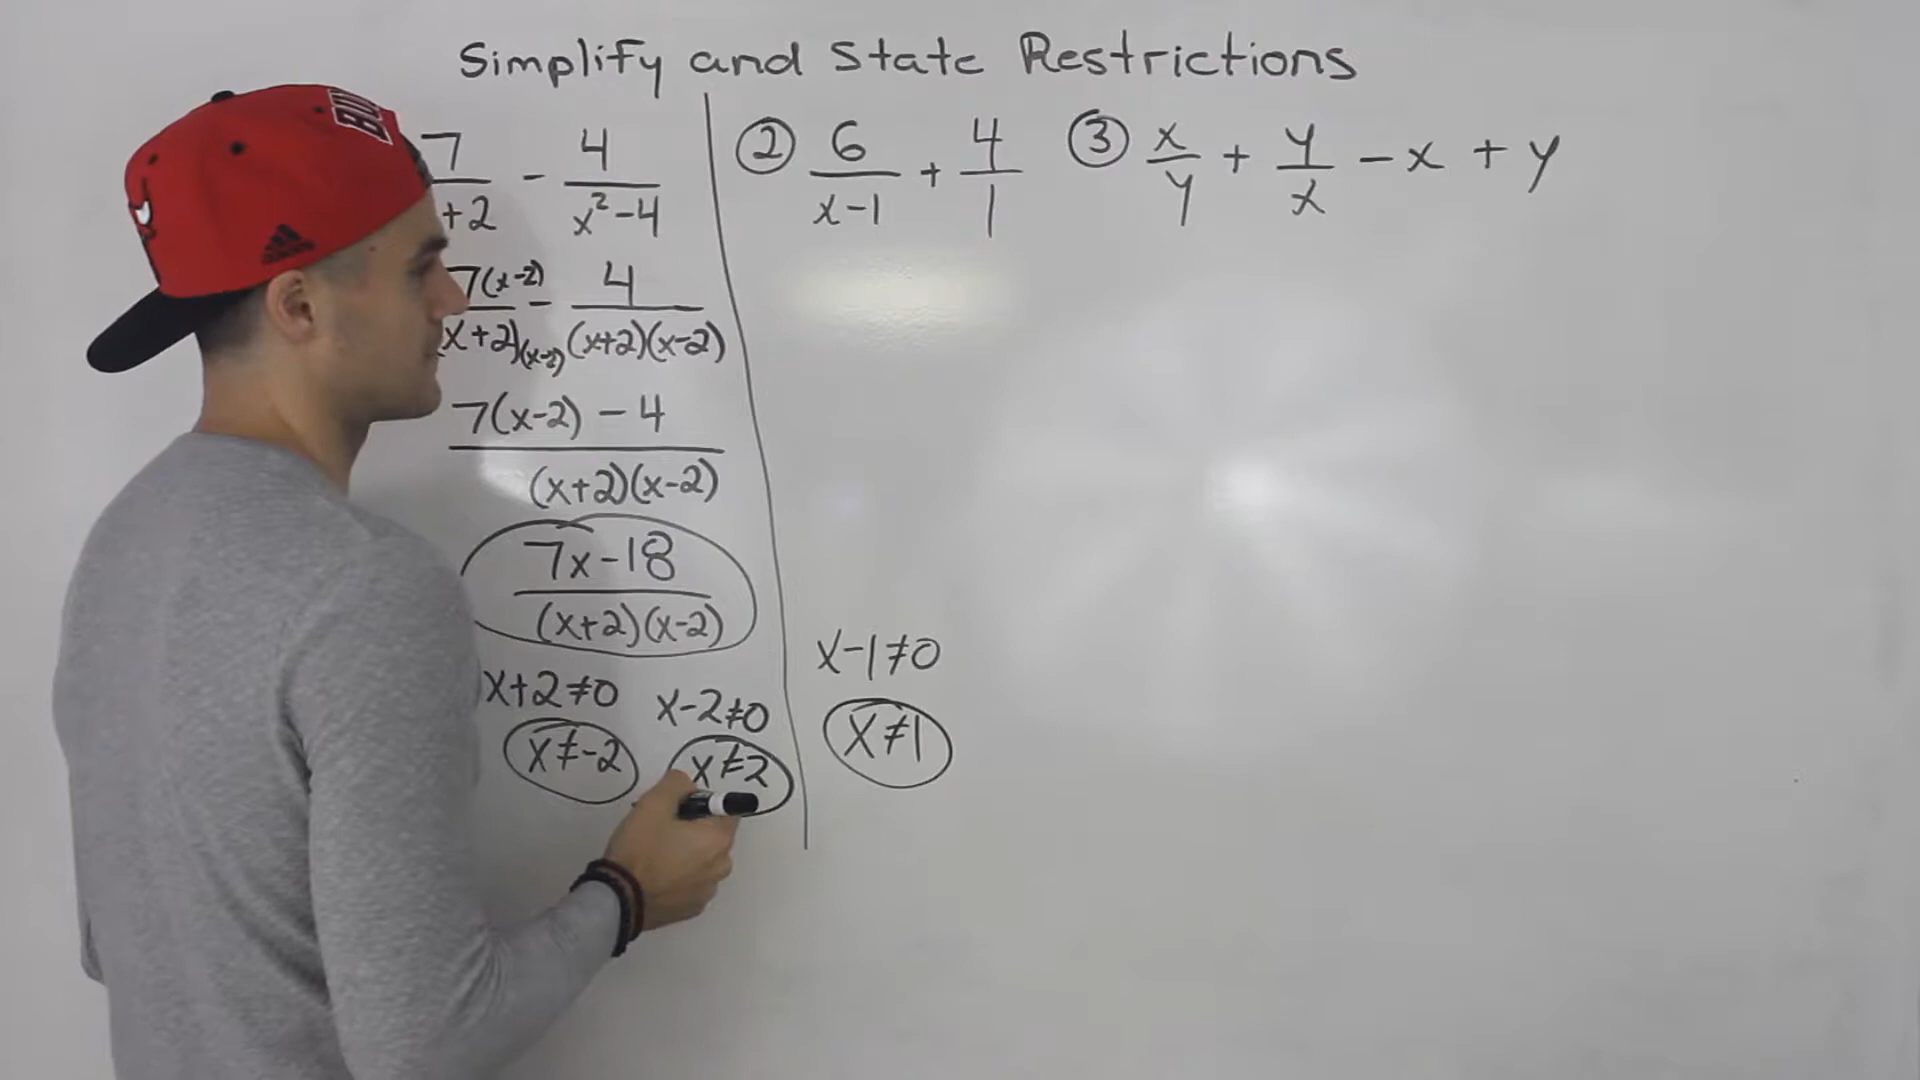 Simplify and State Restrictions
7/+2 - 4/x²-4
7(x-2)/x+2)(x-2) - 4/(x+2)(x-2)
7(x-2) - 4/(x+2)(x-2)
7x-18/(x+2)(x-2)
x+2≠0 x-2≠0
x≠-2 x≠2
② 6/x-1 + 4/1
x-1≠0
x≠1
③ x/y + y/x - x + y
BU